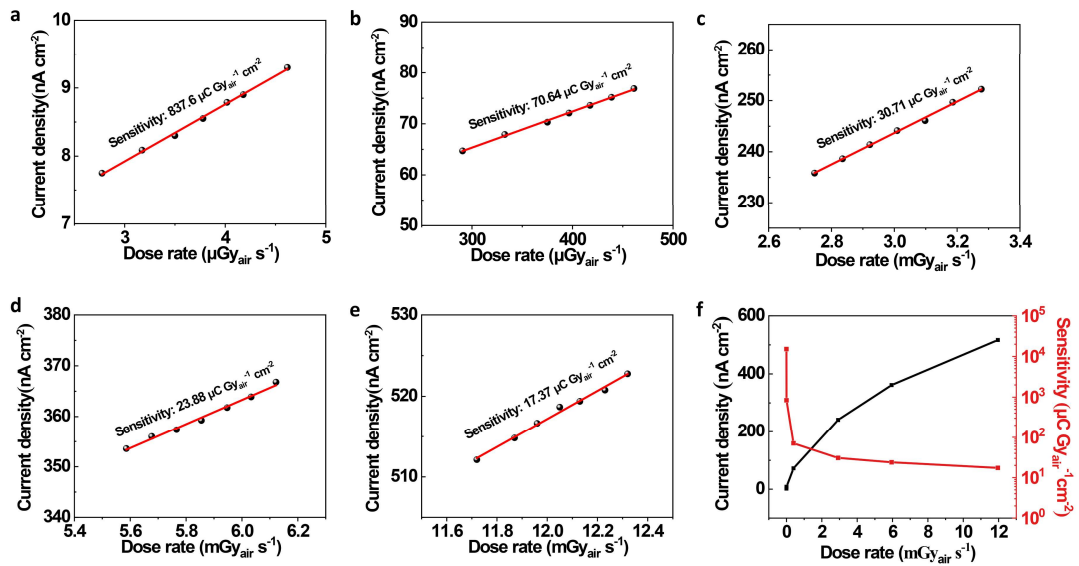 a
Current density(nA cm⁻²)
10
9
8
7
3
4
5
Sensitivity: 837.6 μC Gyair⁻¹ cm⁻²
Dose rate (μGyair s⁻¹)
b
Current density(nA cm⁻²)
90
80
70
60
50
300
400
500
Sensitivity: 70.64 μC Gyair⁻¹ cm⁻²
Dose rate (μGyair s⁻¹)
c
Current density(nA cm⁻²)
260
250
240
230
2.6
2.8
3.0
3.2
3.4
Sensitivity: 30.71 μC Gyair⁻¹ cm⁻²
Dose rate (mGyair s⁻¹)
d
Current density(nA cm⁻²)
380
370
360
350
340
5.4
5.6
5.8
6.0
6.2
Sensitivity: 23.88 μC Gyair⁻¹ cm⁻²
Dose rate (mGyair s⁻¹)
e
Current density(nA cm⁻²)
530
520
510
11.6
11.8
12.0
12.2
12.4
Sensitivity: 17.37 μC Gyair⁻¹ cm⁻²
Dose rate (mGyair s⁻¹)
f
Current density (nA cm⁻²)
600
400
200
0
0
2
4
6
8
10
12
Dose rate (mGyair s⁻¹)
10⁵
10⁴
10³
10²
10¹
10⁰
Sensitivity (μC Gyair⁻¹cm⁻²)